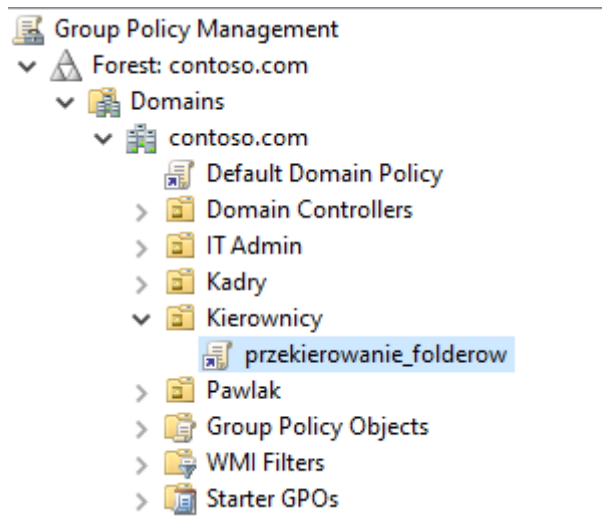 Group Policy Management
Forest: contoso.com
Domains
contoso.com
Default Domain Policy
Domain Controllers
IT Admin
Kadry
Kierownicy
przekierowanie_folderow
Pawlak
Group Policy Objects
WMI Filters
Starter GPOs